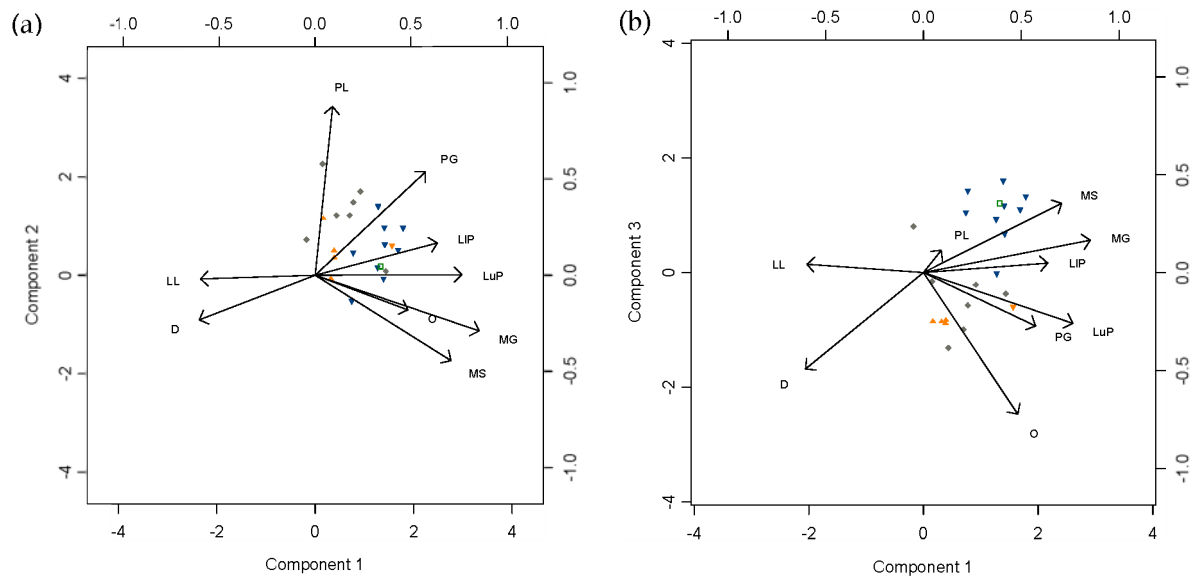 (a)
-1.0 -0.5 0.0 0.5 1.0
4
2
0
-2
-4
1.0
0.5
0.0
-0.5
-1.0
PL
PG
LlP
LL
LuP
D
O
MG
MS
-4 -2 0 2 4
Component 1
Component 2
(b)
-1.0 -0.5 0.0 0.5 1.0
4
2
0
-2
-4
1.0
0.5
0.0
-0.5
-1.0
MS
PL
MG
LL
LlP
LuP
PG
D
O
-4 -2 0 2 4
Component 1
Component 3